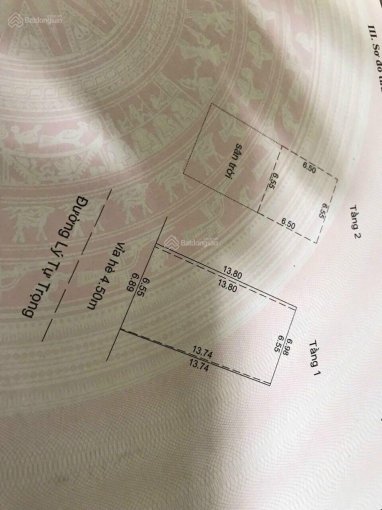 III. Sơ đồ
sân trời
6.50
6.55
6.55
6.50
Tầng 2
Đường Lý Tự Trọng
vỉa hè 4.50m
6.89
6.55
13.80
13.80
13.74
13.74
6.98
6.55
Tầng 1
Batdongsan
Batdongsan